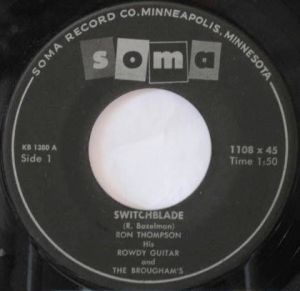 SOMA RECORD CO. MINNEAPOLIS, MINNESOTA
soma
KB 1380 A
Side 1
1108 x 45
Time 1:50
SWITCHBLADE
(R. Bazelman)
RON THOMPSON
His
ROWDY GUITAR
and
THE BROUGHAM'S